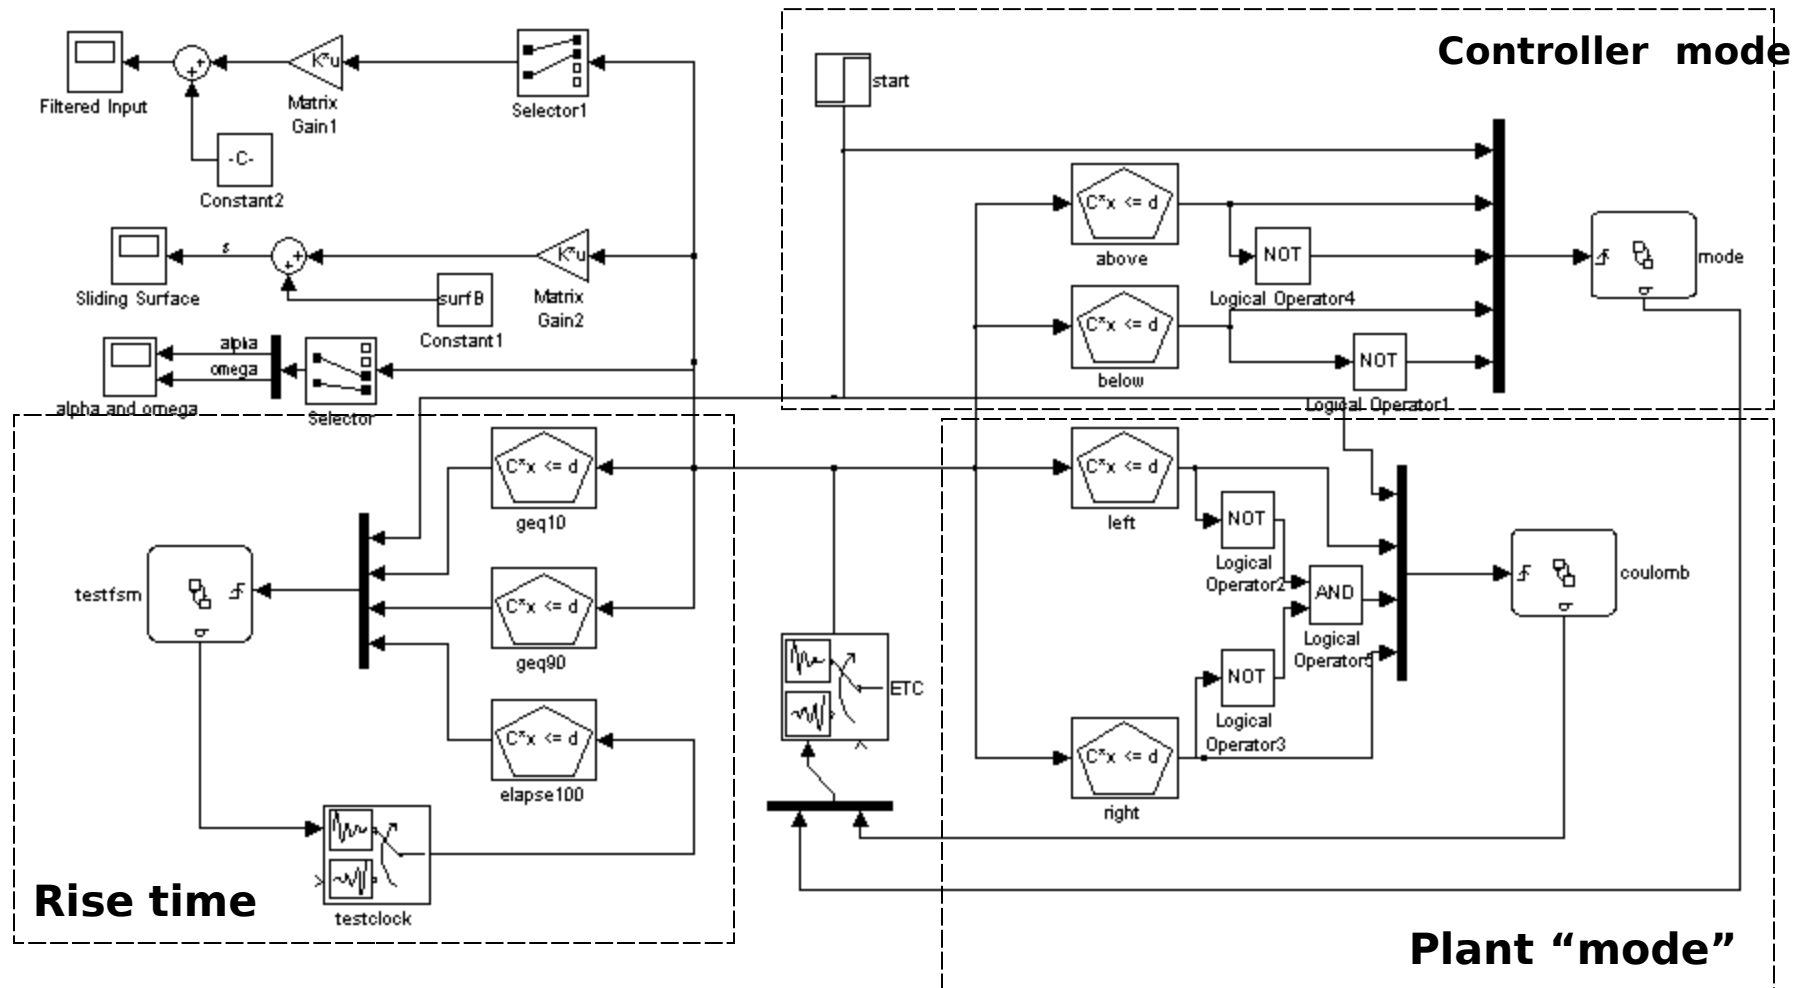 Controller mode
start
Filtered Input
K*u
Matrix
Gain1
Selector1
-C-
Constant2
C*x <= d
above
NOT
Logical Operator4
mode
s
K*u
Sliding Surface
surfB
Constant1
Matrix
Gain2
C*x <= d
below
NOT
Logical Operator1
alpha
omega
alpha and omega
Selector
C*x <= d
geq10
C*x <= d
left
NOT
Logical
Operator2
testfsm
C*x <= d
geq90
AND
Logical
Operator5
coulomb
C*x <= d
elapse100
ETC
NOT
Logical
Operator3
C*x <= d
right
testclock
Rise time
Plant “mode”